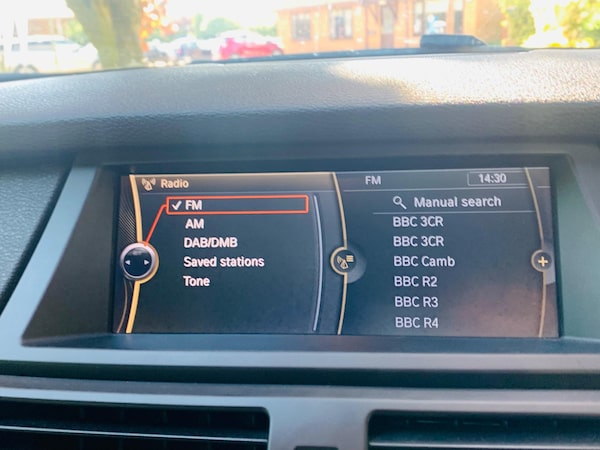 Radio
✓ FM
AM
DAB/DMB
Saved stations
Tone
FM 14:30
Manual search
BBC 3CR
BBC 3CR
BBC Camb
BBC R2
BBC R3
BBC R4